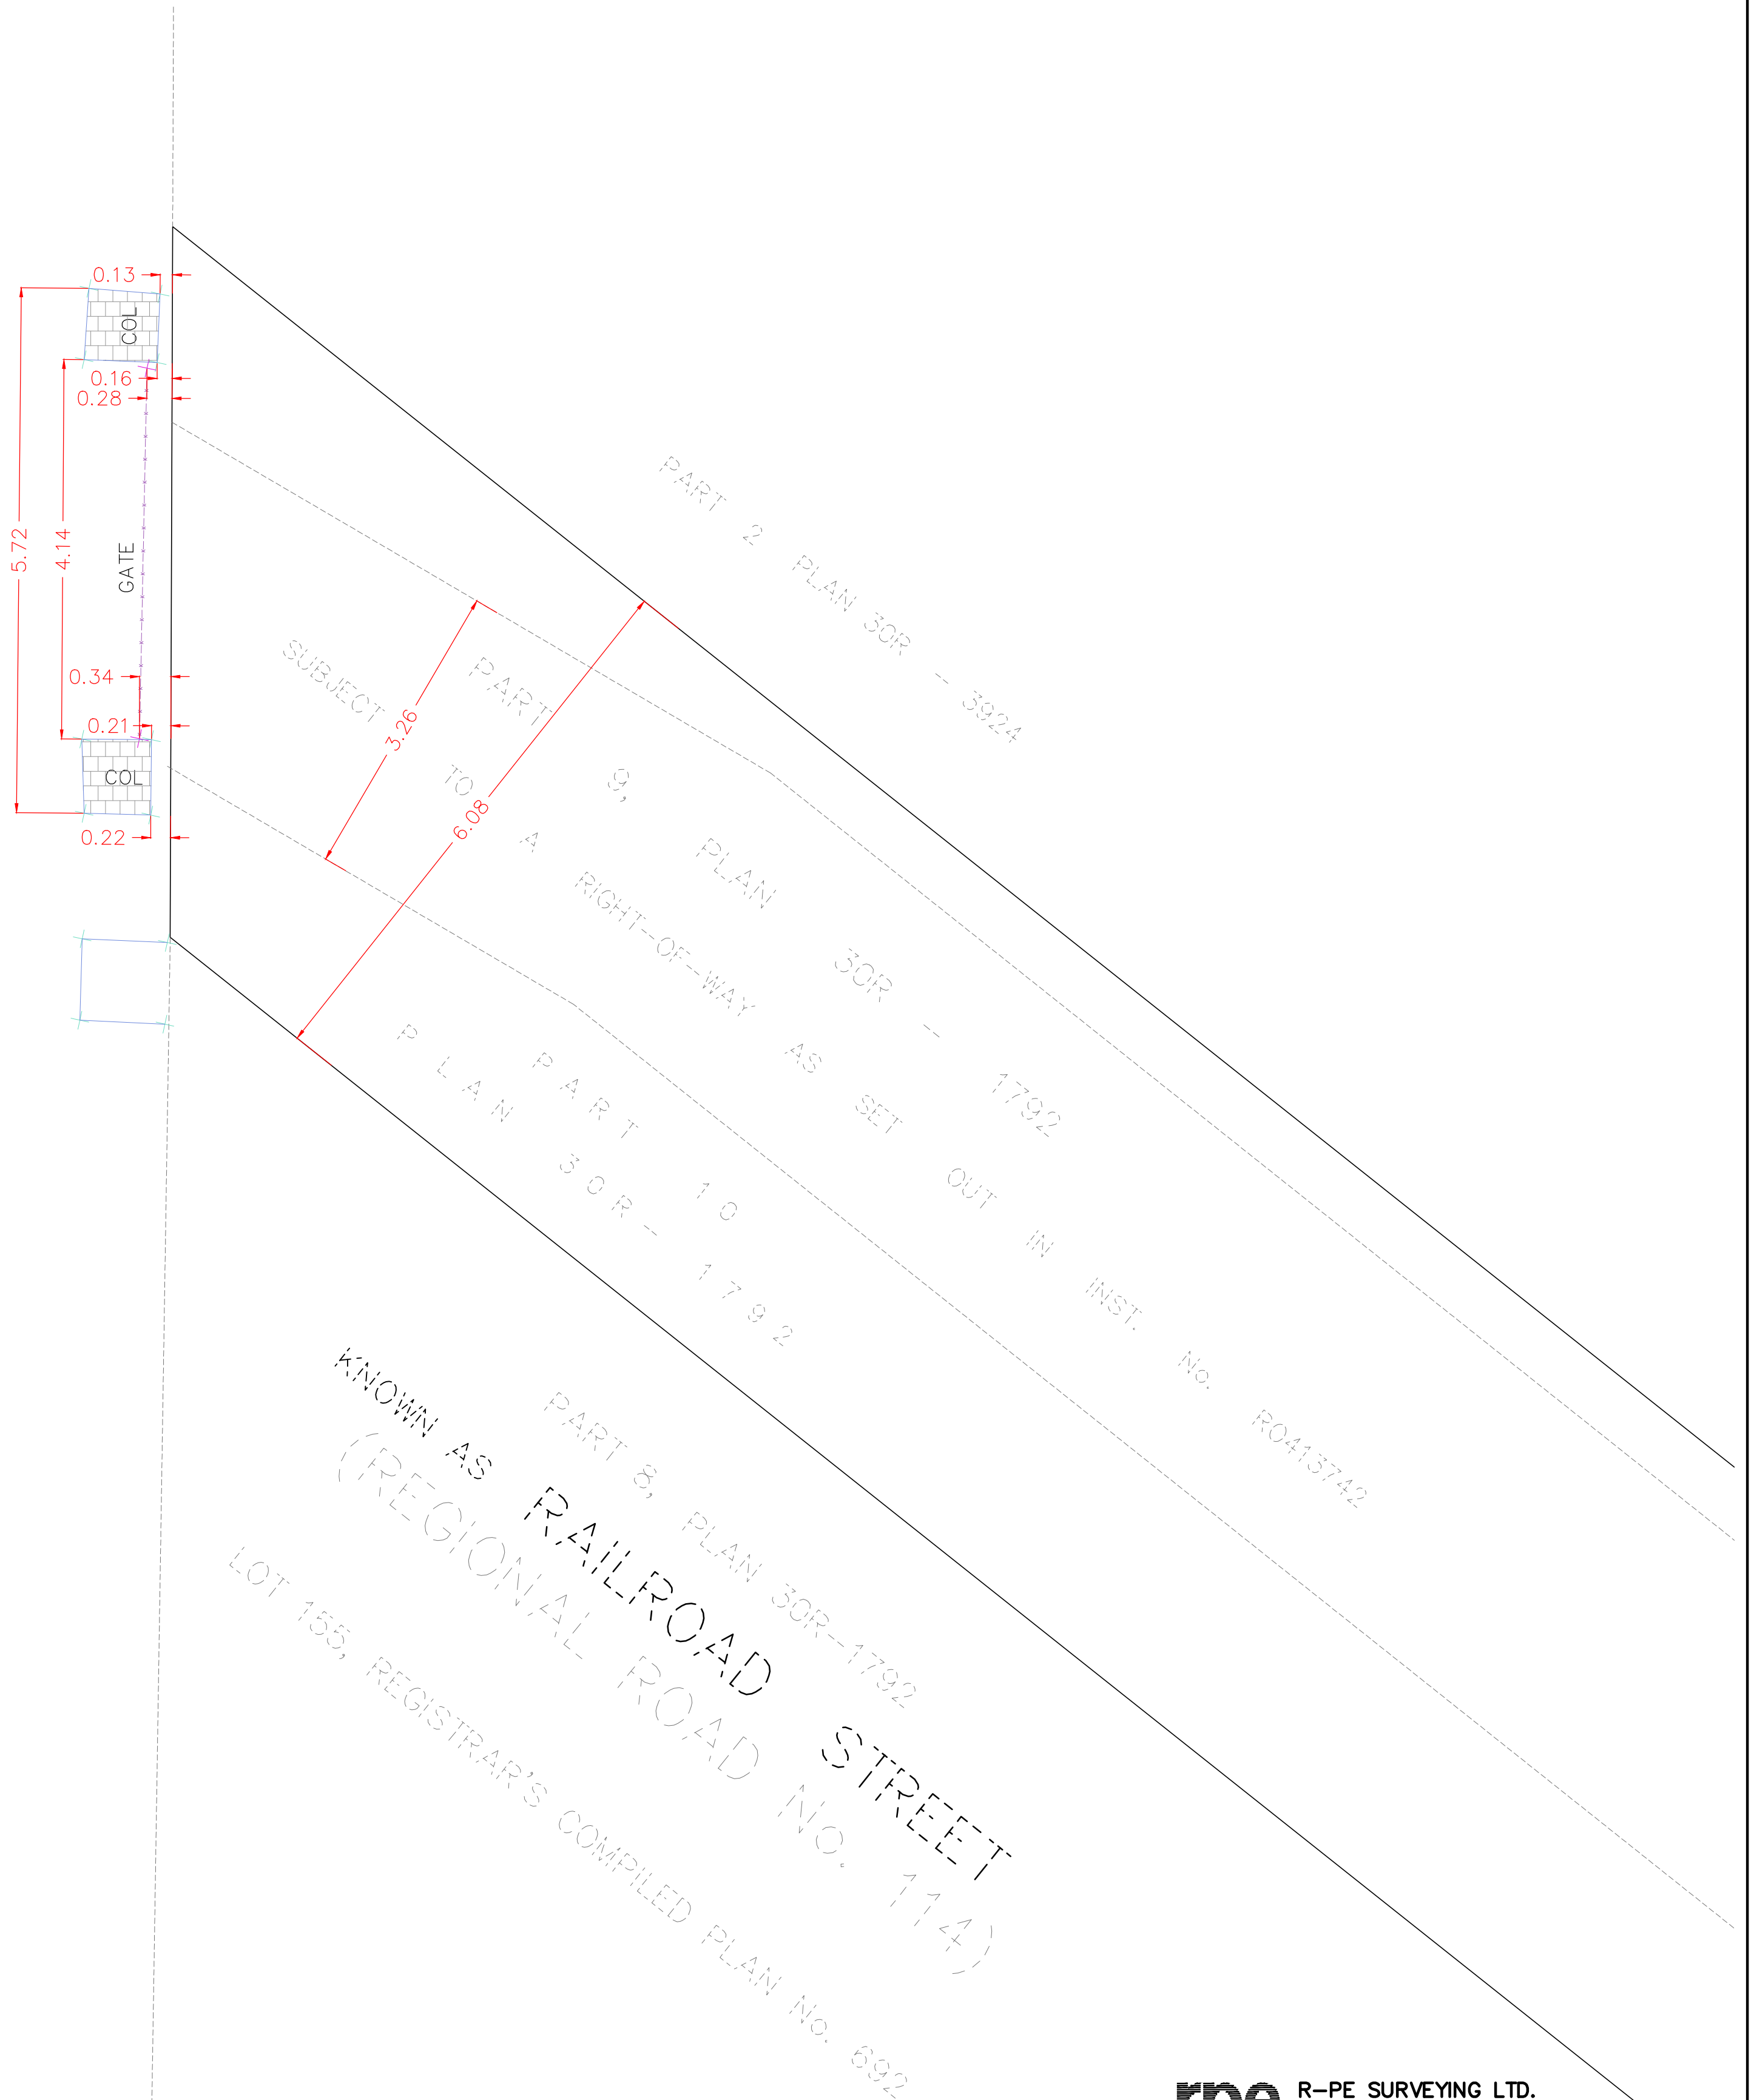 0.13
COL
0.16
0.28
5.72
4.14
GATE
0.34
0.21
COL
0.22
PART 2 PLAN 30R - 3924
3.26
6.08
PART 9, PLAN 30R - 1792
SUBJECT TO A RIGHT-OF-WAY AS SET OUT IN INST. No. RO413742
PART 10
PLAN 30R- 1792
PART 8, PLAN 30R-1792
KNOWN AS RAILROAD STREET
(REGIONAL ROAD NO. 114)
LOT 155, REGISTRAR'S COMPILED PLAN No. 692
rpe R-PE SURVEYING LTD.